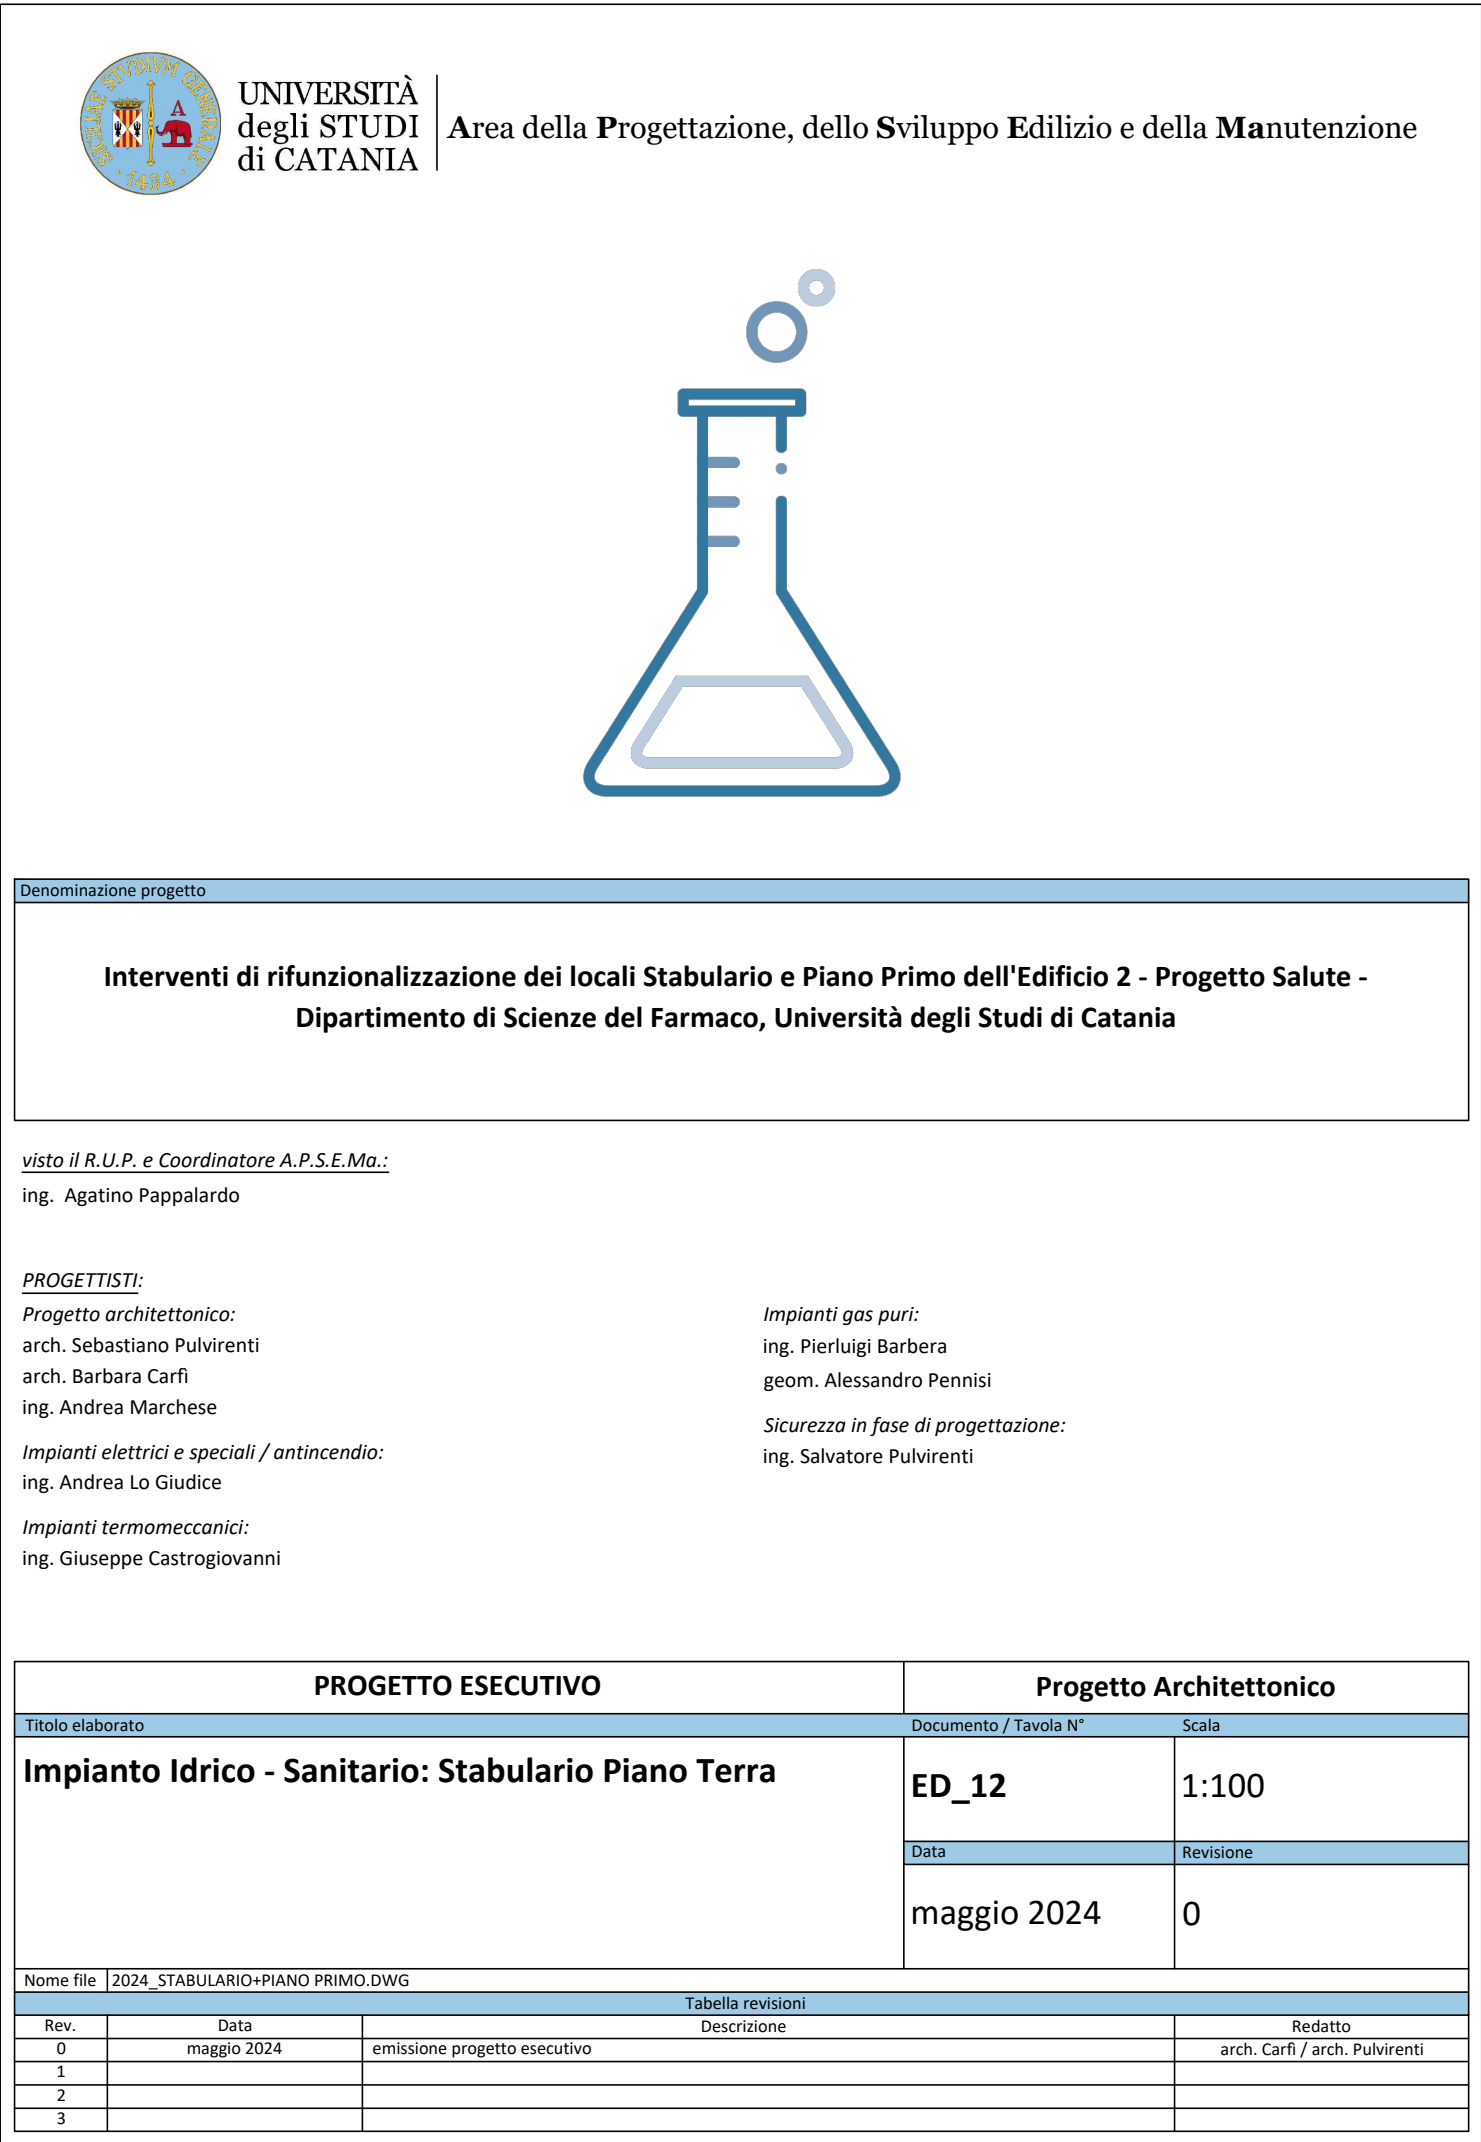 SICILIAE STVDIVM GENERALE
A
1434
UNIVERSITÀ
degli STUDI
di CATANIA
Area della Progettazione, dello Sviluppo Edilizio e della Manutenzione
Denominazione progetto
Interventi di rifunzionalizzazione dei locali Stabulario e Piano Primo dell'Edificio 2 - Progetto Salute -
Dipartimento di Scienze del Farmaco, Università degli Studi di Catania
visto il R.U.P. e Coordinatore A.P.S.E.Ma.:
ing. Agatino Pappalardo
PROGETTISTI:
Progetto architettonico:
arch. Sebastiano Pulvirenti
arch. Barbara Carfì
ing. Andrea Marchese
Impianti elettrici e speciali / antincendio:
ing. Andrea Lo Giudice
Impianti termomeccanici:
ing. Giuseppe Castrogiovanni
Impianti gas puri:
ing. Pierluigi Barbera
geom. Alessandro Pennisi
Sicurezza in fase di progettazione:
ing. Salvatore Pulvirenti
PROGETTO ESECUTIVO
Progetto Architettonico
Titolo elaborato
Documento / Tavola N°
Scala
Impianto Idrico - Sanitario: Stabulario Piano Terra
ED_12
1:100
Data
Revisione
maggio 2024
0
Nome file
2024_STABULARIO+PIANO PRIMO.DWG
Tabella revisioni
Rev. Data Descrizione Redatto
0 maggio 2024 emissione progetto esecutivo arch. Carfì / arch. Pulvirenti
1
2
3